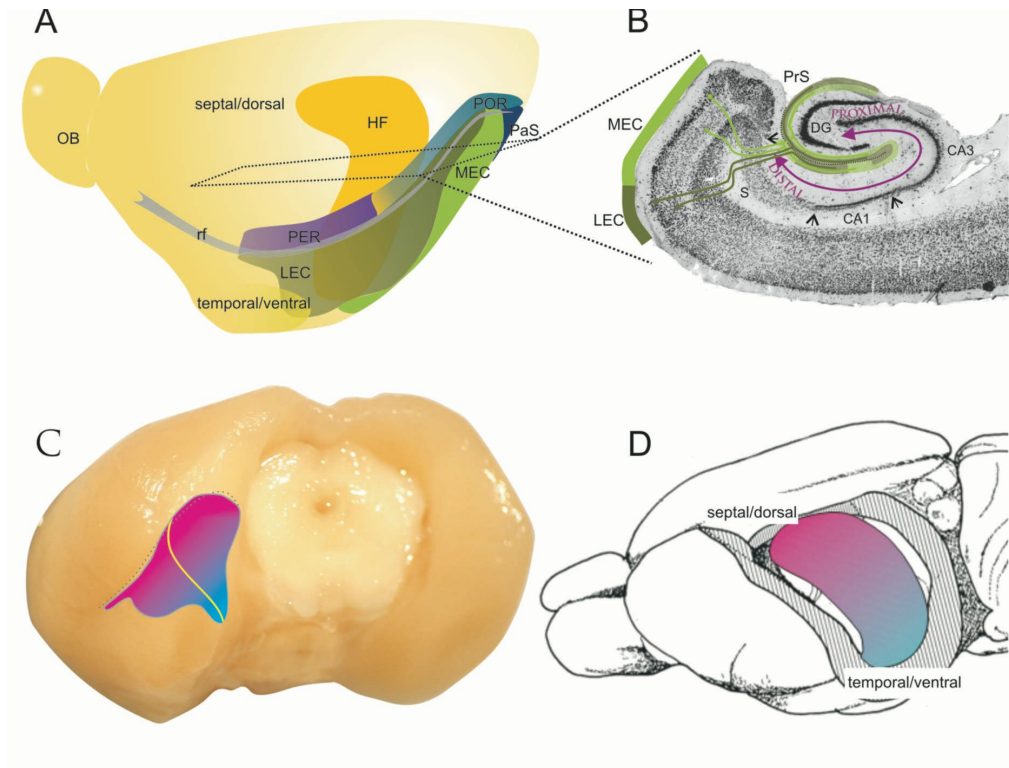 A
septal/dorsal
HF
OB
POR
PaS
MEC
rf
PER
LEC
temporal/ventral
B
PrS
MEC
PROXIMAL
DG
CA3
DISTAL
S
LEC
CA1
C
D
septal/dorsal
temporal/ventral